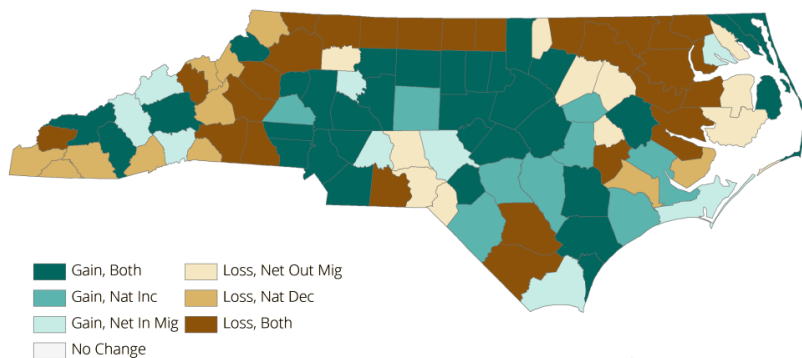 Gain, Both
Gain, Nat Inc
Gain, Net In Mig
No Change
Loss, Net Out Mig
Loss, Nat Dec
Loss, Both